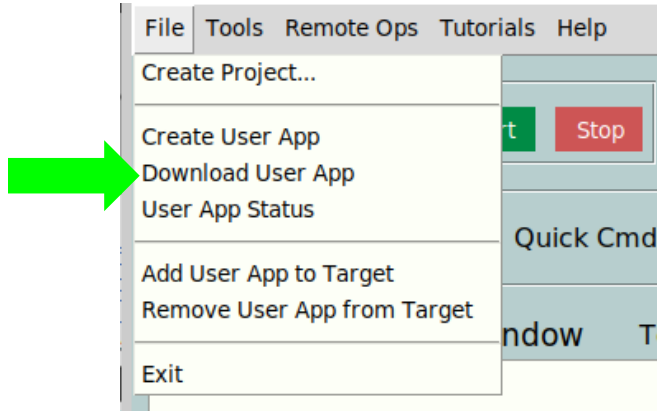 File Tools Remote Ops Tutorials Help
Create Project...
Create User App
Stop
Download User App
User App Status
Quick Cmd
Add User App to Target
Remove User App from Target
Exit